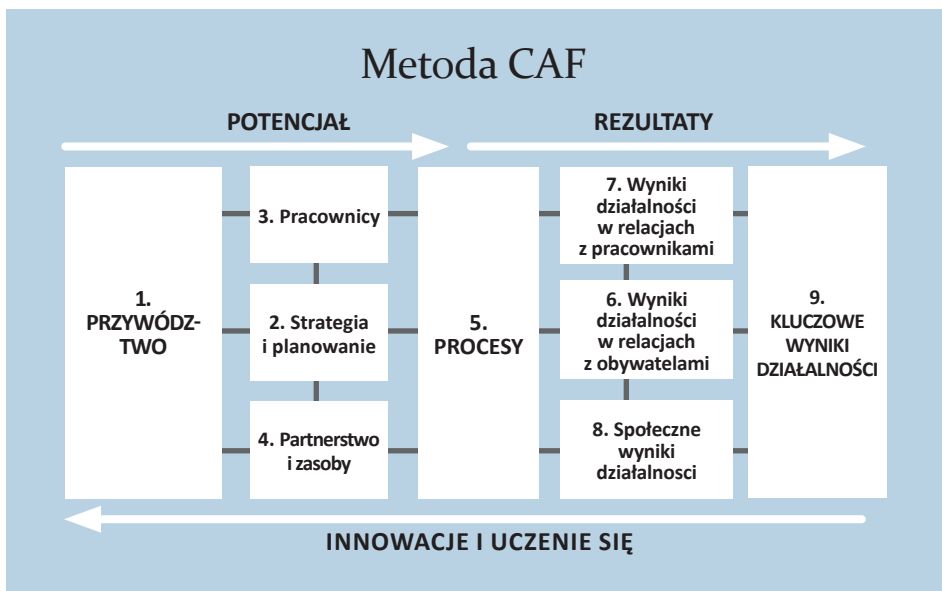 Metoda CAF
POTENCJAŁ
REZULTATY
1.
PRZYWÓDZ-
TWO
3. Pracownicy
2. Strategia
i planowanie
4. Partnerstwo
i zasoby
5.
PROCESY
7. Wyniki
działalności
w relacjach
z pracownikami
6. Wyniki
działalności
w relacjach
z obywatelami
8. Społeczne
wyniki
działalnosci
9.
KLUCZOWE
WYNIKI
DZIAŁALNOŚCI
INNOWACJE I UCZENIE SIĘ